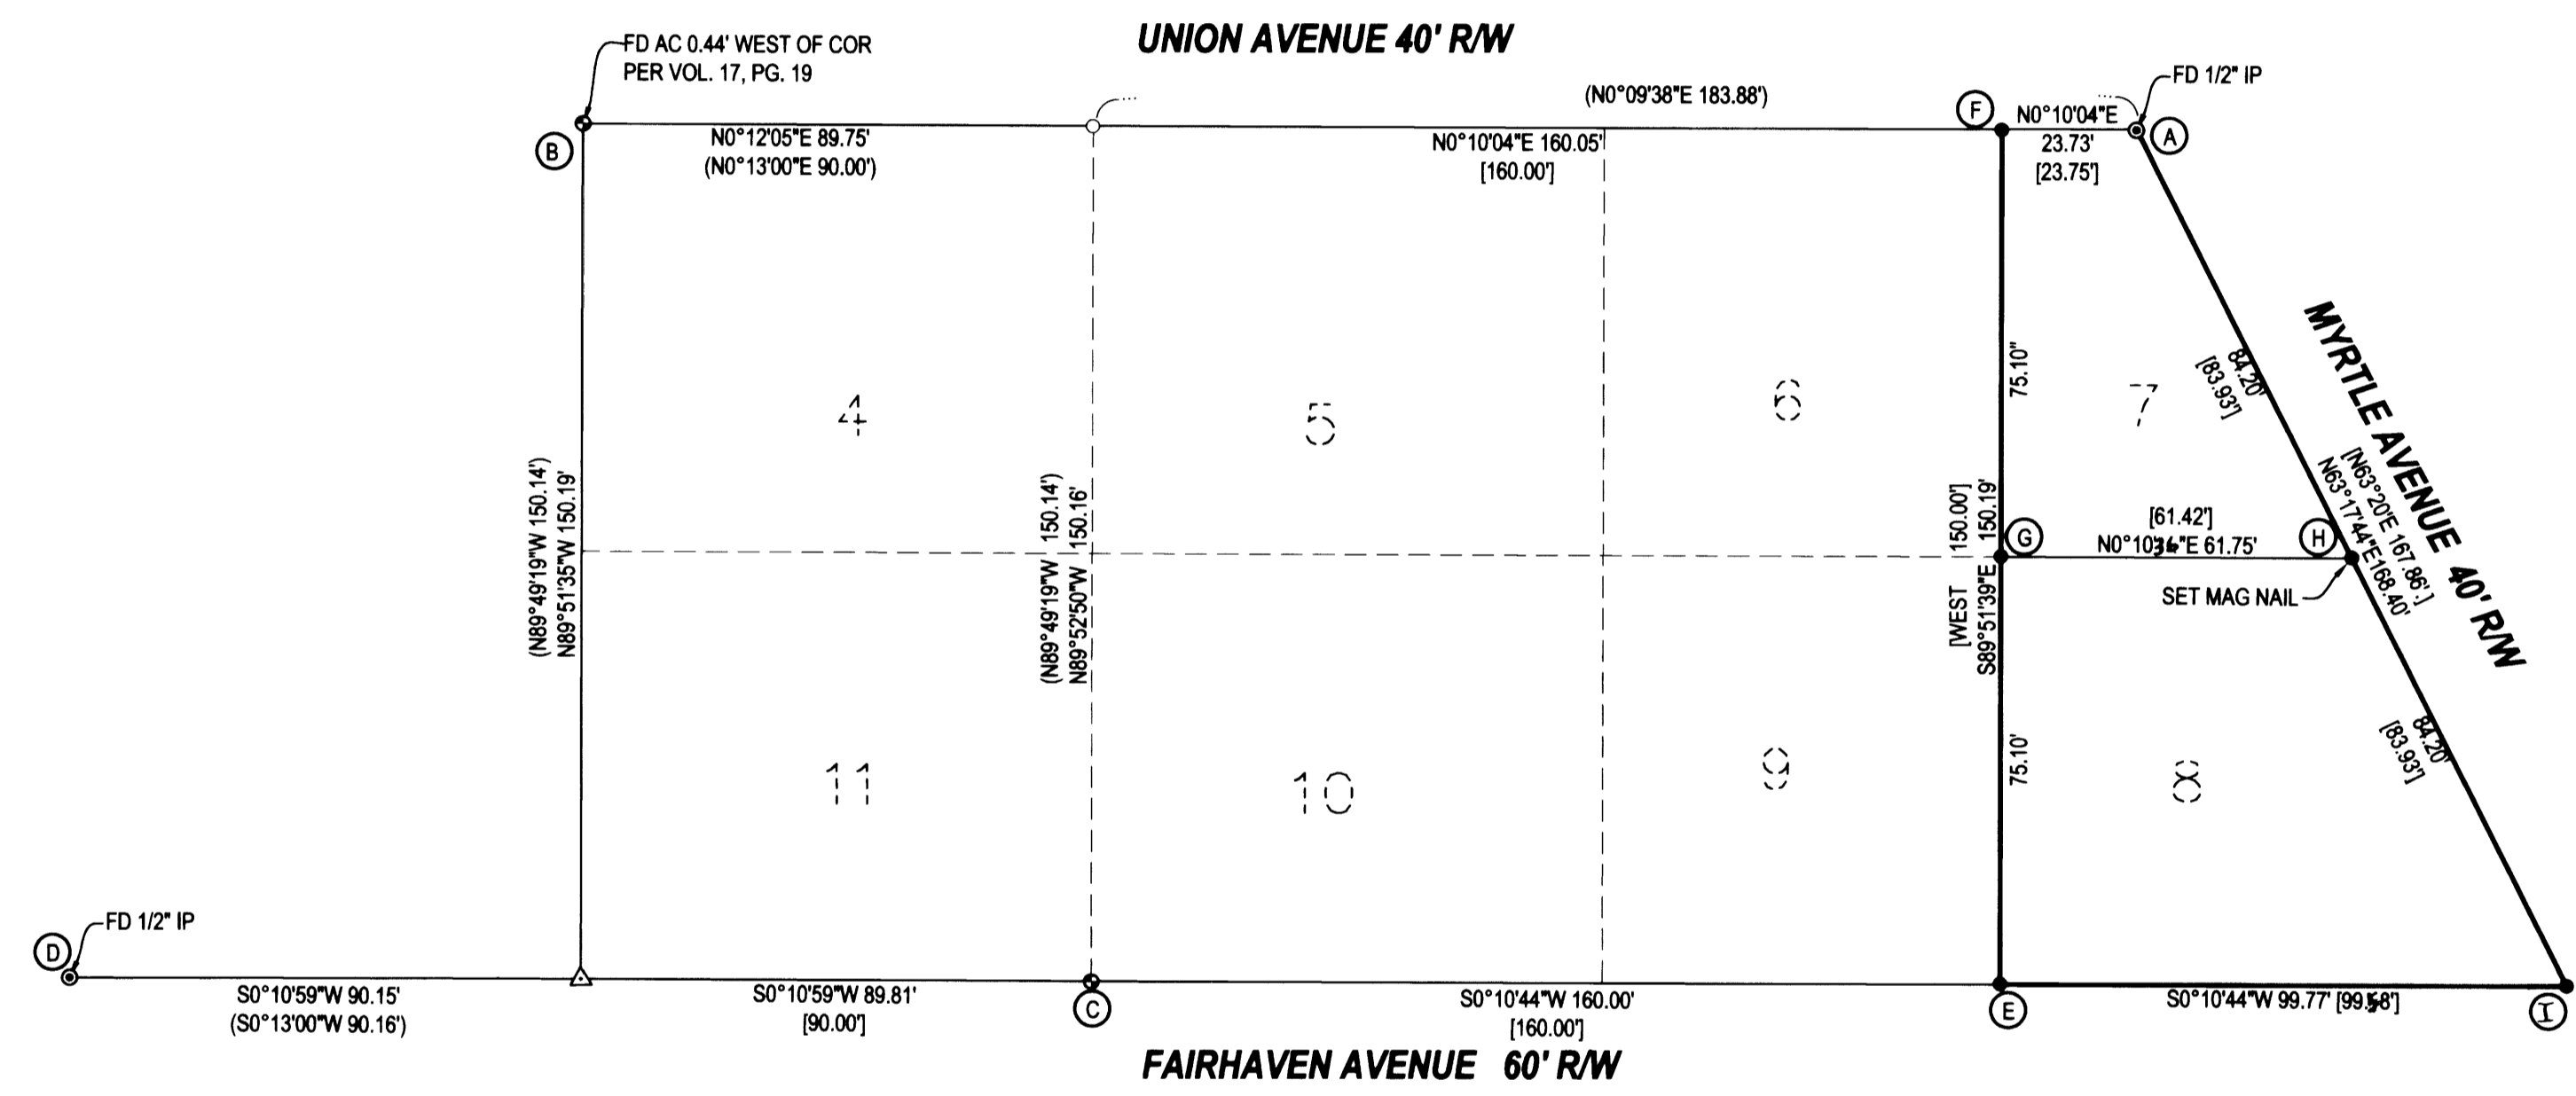 UNION AVENUE 40' R/W
FD AC 0.44' WEST OF COR
PER VOL. 17, PG. 19
FD 1/2" IP
(N0°09'38"E 183.88')
F
N0°10'04"E
23.73'
[23.75']
A
B
N0°12'05"E 89.75'
(N0°13'00"E 90.00')
N0°10'04"E 160.05'
[160.00']
75.10"
84.20'
[83.93']
MYRTLE AVENUE 40' R/W
4
5
6
7
(N89°49'19"W 150.14')
N89°51'35"W 150.19'
(N89°49'19"W 150.14')
N89°52'50"W 150.16'
[WEST 150.00']
S89°51'39"E 150.19'
G
[61.42']
N0°10'34"E 61.75'
H
[N63°20'E 167.86'.]
N63°17'44"E168.40'
SET MAG NAIL
11
10
9
75.10'
8
84.20'
[83.93']
D
FD 1/2" IP
S0°10'59"W 90.15'
(S0°13'00"W 90.16')
S0°10'59"W 89.81'
[90.00']
C
S0°10'44"W 160.00'
[160.00']
E
S0°10'44"W 99.77' [99.58']
I
FAIRHAVEN AVENUE 60' R/W